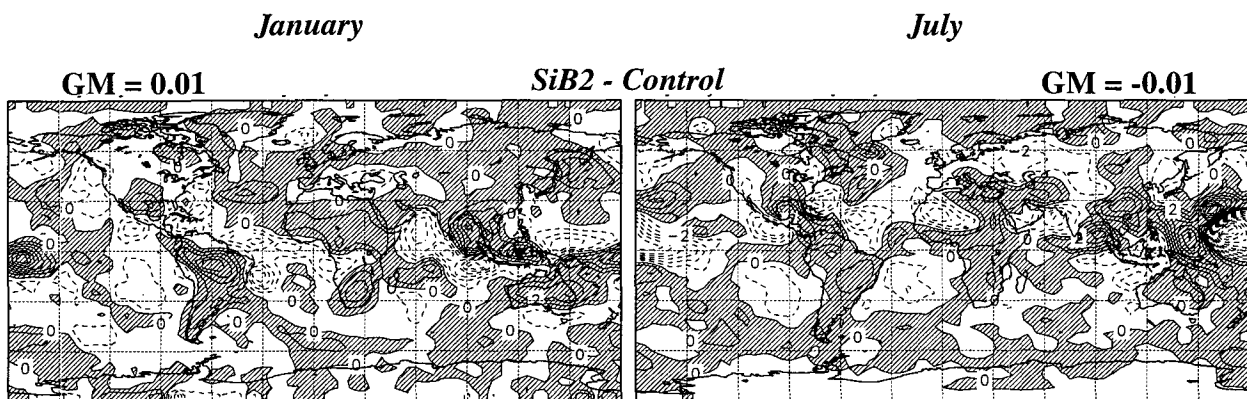 January
July
GM = 0.01
SiB2 - Control
GM = -0.01